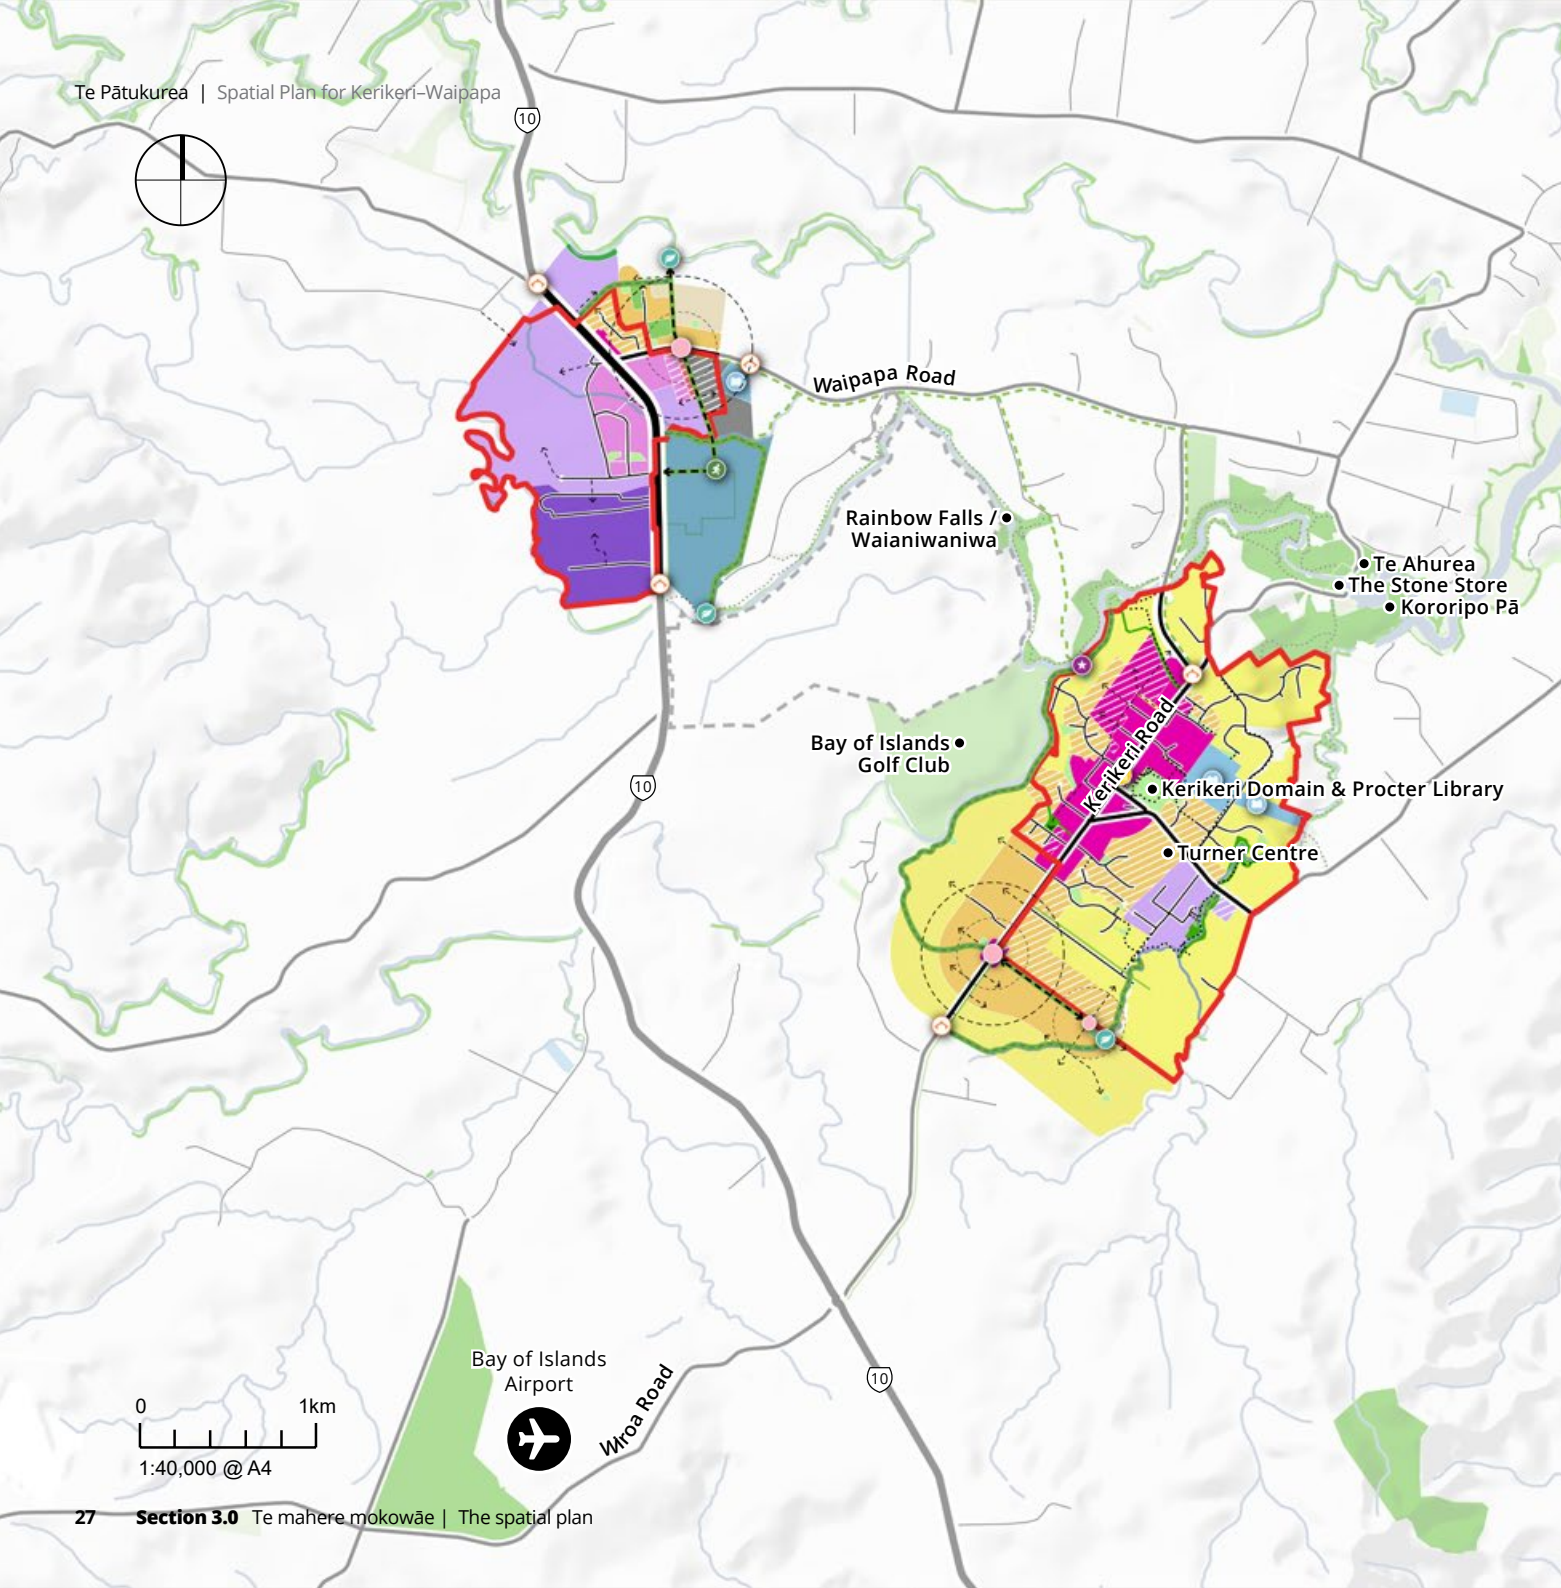 Te Pātukurea | Spatial Plan for Kerikeri–Waipapa
10
Waipapa Road
Rainbow Falls /
Waianiwaniwa
Te Ahurea
The Stone Store
Kororipo Pā
Kerikeri Road
Bay of Islands
Golf Club
10
Kerikeri Domain & Procter Library
Turner Centre
Bay of Islands
Airport
Wiroa Road
10
0 1km
1:40,000 @ A4
27 Section 3.0 Te mahere mokowāe | The spatial plan